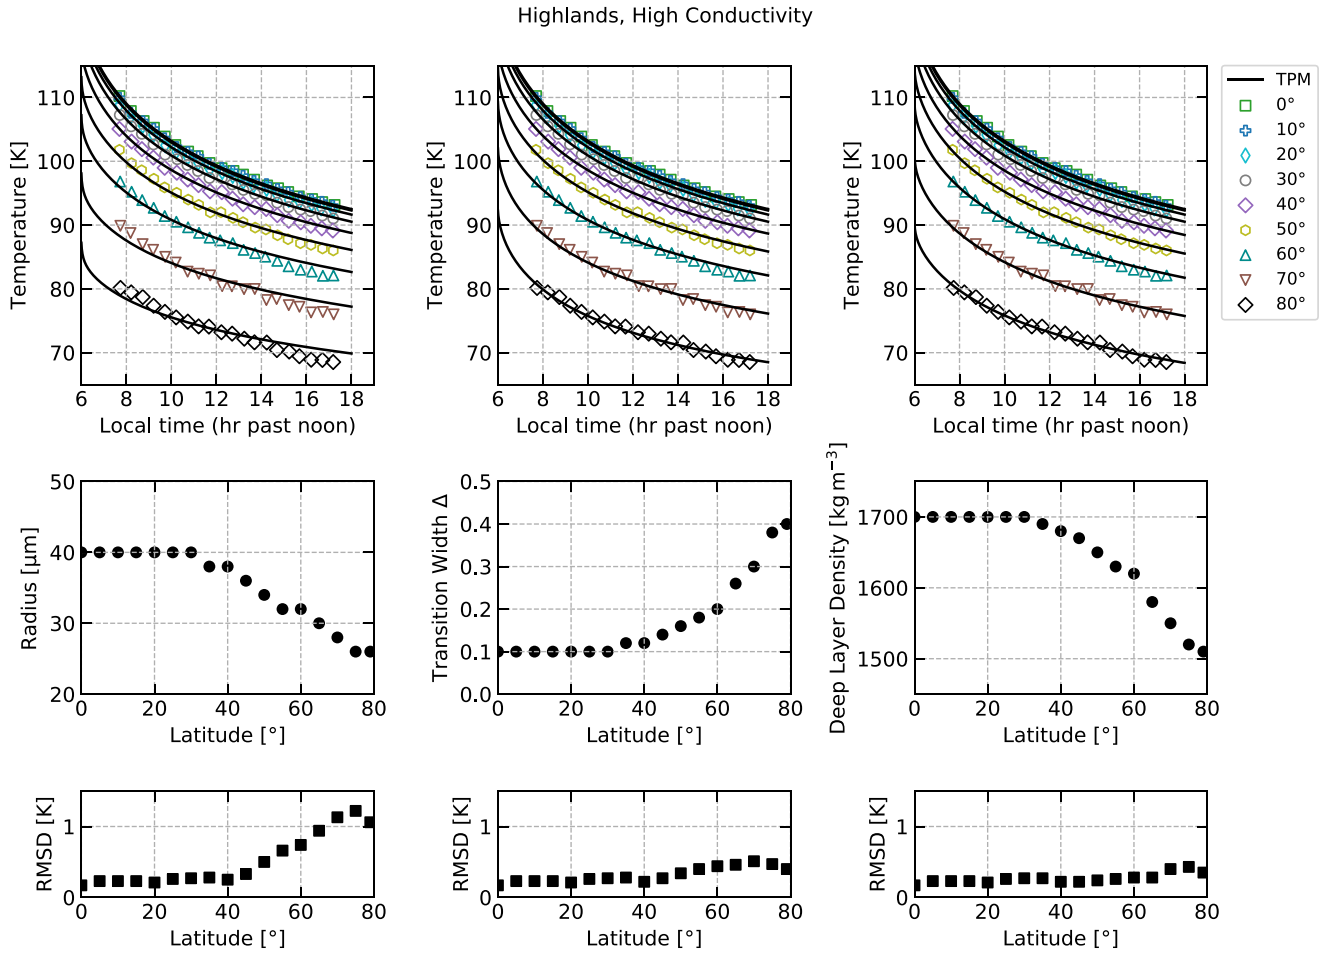 Highlands, High Conductivity
110
100
90
80
70
6 8 10 12 14 16 18
Temperature [K]
Local time (hr past noon)
110
100
90
80
70
6 8 10 12 14 16 18
Temperature [K]
Local time (hr past noon)
110
100
90
80
70
6 8 10 12 14 16 18
Temperature [K]
Local time (hr past noon)
TPM
0°
10°
20°
30°
40°
50°
60°
70°
80°
50
40
30
20
0 20 40 60 80
Radius [µm]
Latitude [°]
0.5
0.4
0.3
0.2
0.1
0.0
0 20 40 60 80
Transition Width Δ
Latitude [°]
1700
1600
1500
0 20 40 60 80
Deep Layer Density [kg m⁻³]
Latitude [°]
1
0
0 20 40 60 80
RMSD [K]
Latitude [°]
1
0
0 20 40 60 80
RMSD [K]
Latitude [°]
1
0
0 20 40 60 80
RMSD [K]
Latitude [°]